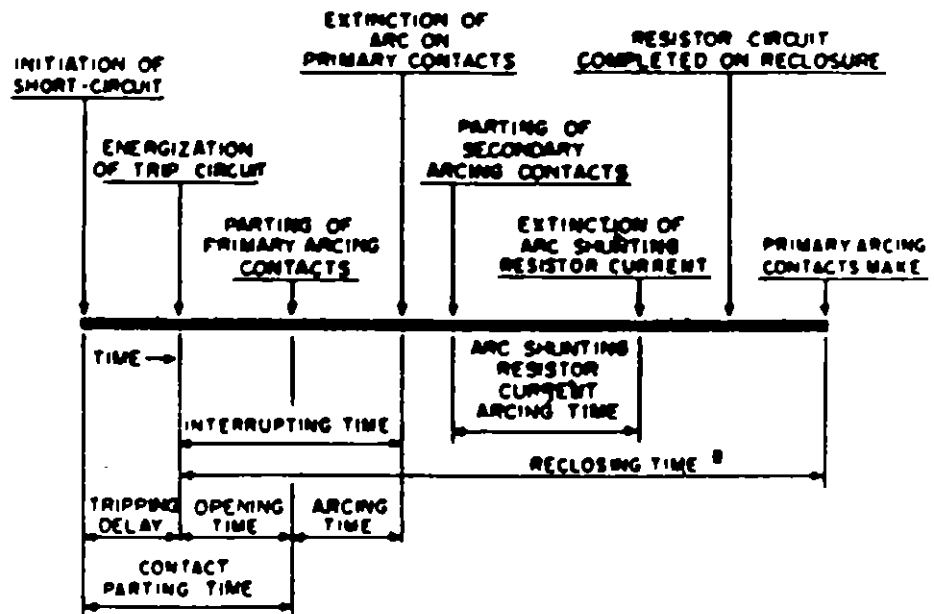 INITIATION OF
SHORT-CIRCUIT
ENERGIZATION
OF TRIP CIRCUIT
PARTING OF
PRIMARY ARCING
CONTACTS
EXTINCTION OF
ARC ON
PRIMARY CONTACTS
PARTING OF
SECONDARY
ARCING CONTACTS
EXTINCTION OF
ARC SHUNTING
RESISTOR CURRENT
RESISTOR CIRCUIT
COMPLETED ON RECLOSURE
PRIMARY ARCING
CONTACTS MAKE
TIME
ARC SHUNTING
RESISTOR
CURRENT
ARCING TIME
INTERRUPTING TIME
RECLOSING TIME
TRIPPING
DELAY
OPENING
TIME
ARCING
TIME
CONTACT
PARTING TIME